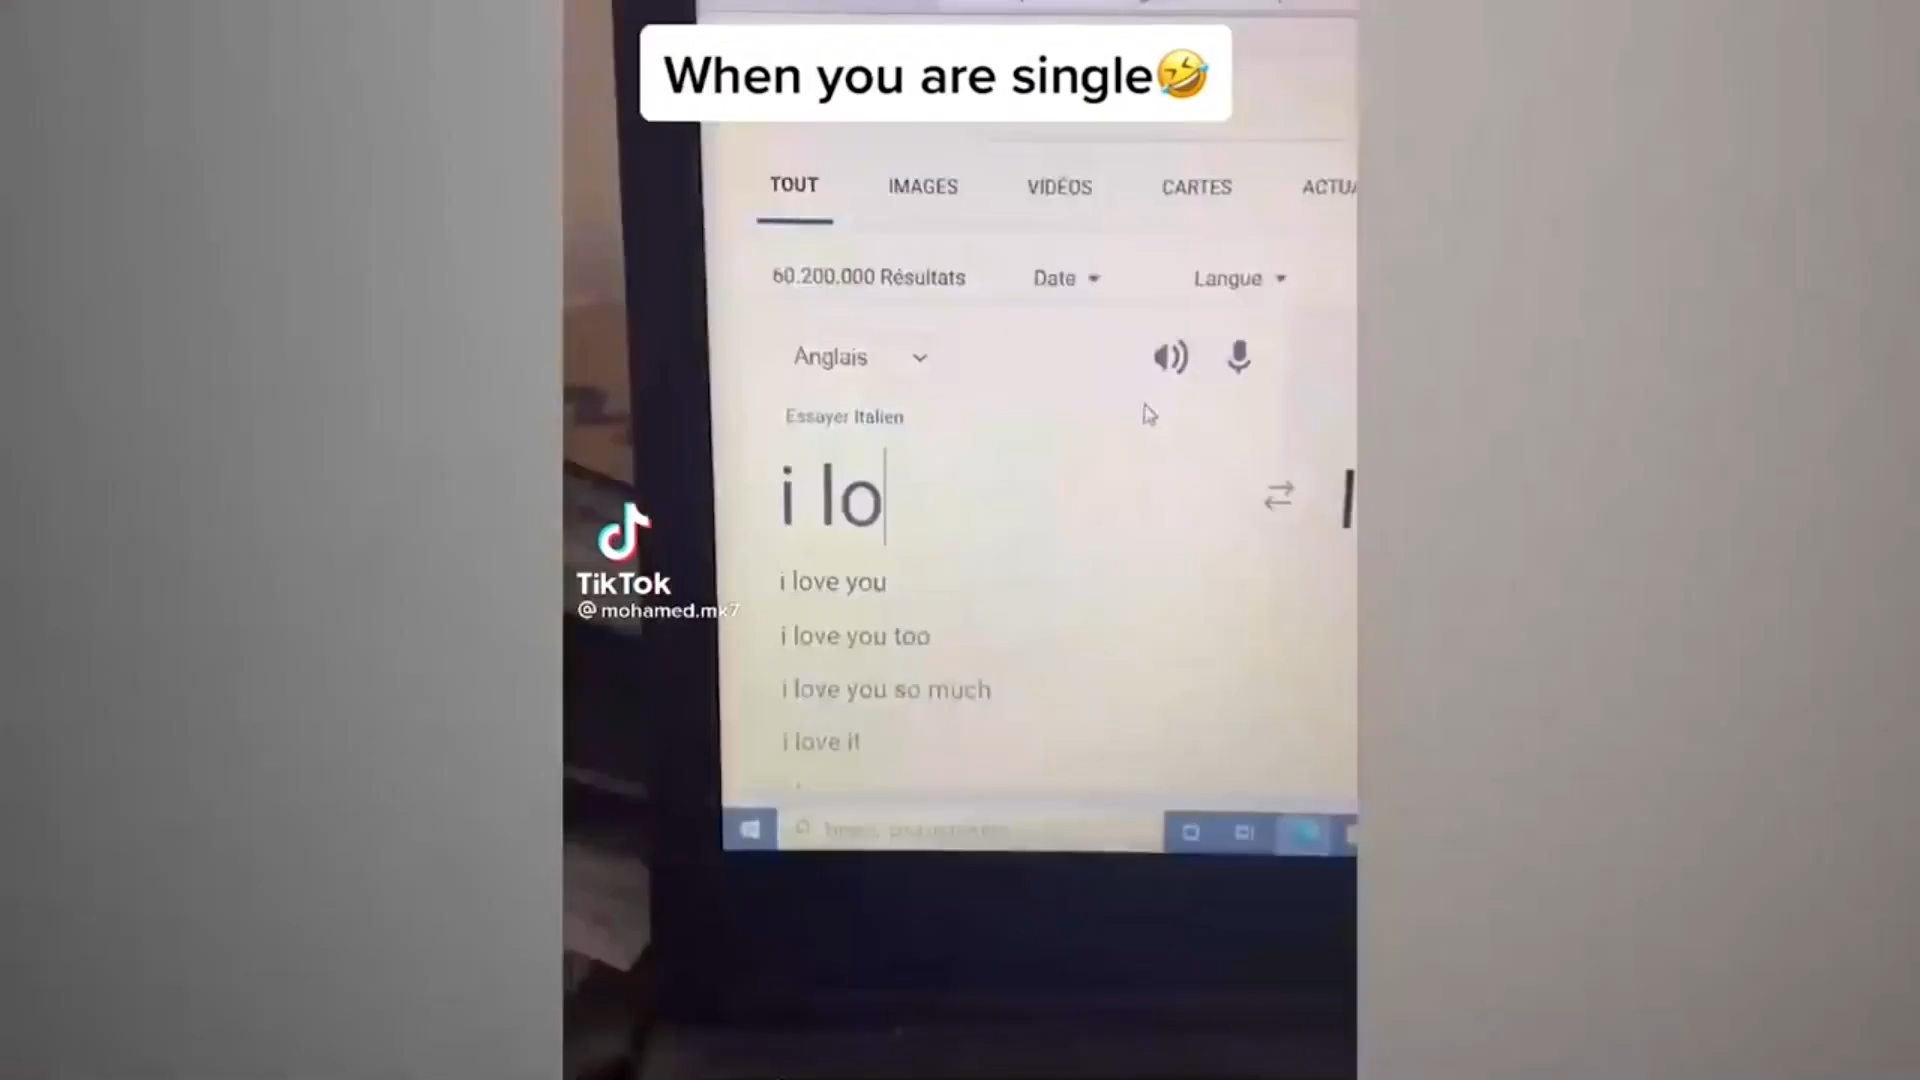 When you are single🤣
TOUT IMAGES VIDÉOS CARTES ACTUA
60.200.000 Résultats Date Langue
Anglais
Essayer Italien
i lo
i love you
i love you too
i love you so much
i love it
TikTok
@mohamed.mk7